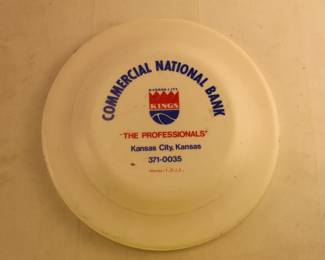 COMMERCIAL NATIONAL BANK
KANSAS CITY
KINGS
"THE PROFESSIONALS"
Kansas City, Kansas
371-0035